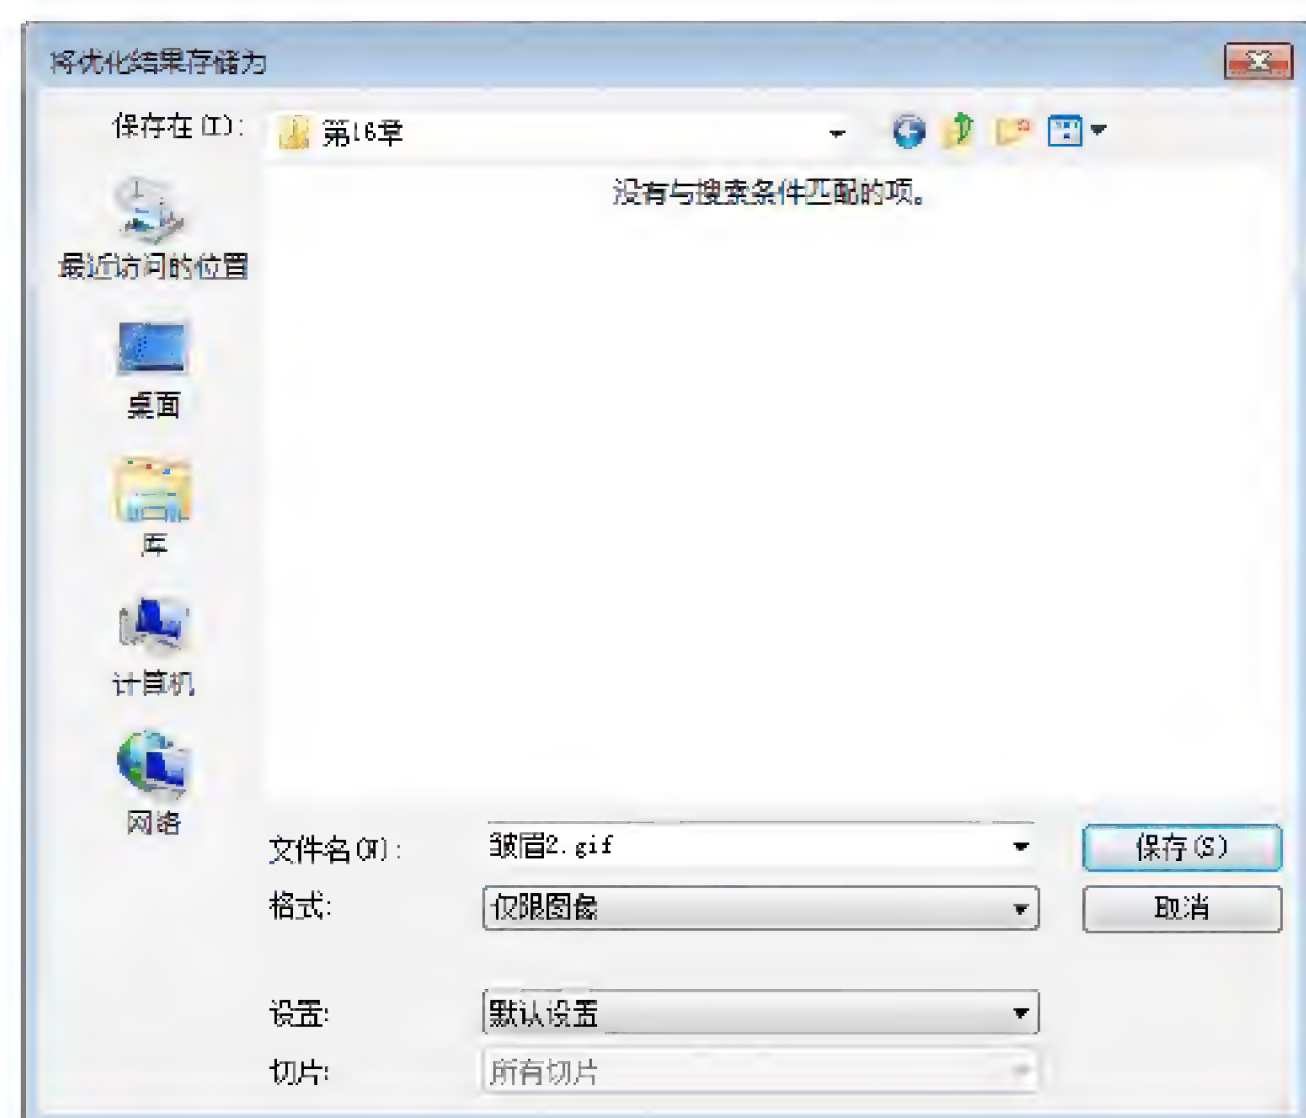 将优化结果存储为
保存在(I):
第16章
没有与搜索条件匹配的项。
最近访问的位置
桌面
库
计算机
网络
文件名(N):
皱眉2.gif
保存(S)
格式:
仅限图像
取消
设置:
默认设置
切片:
所有切片